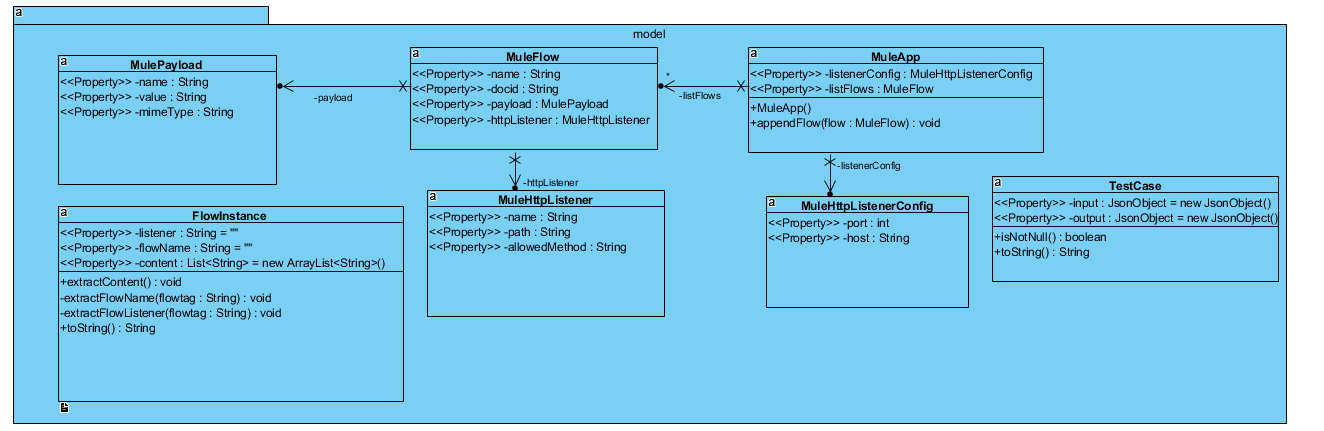 a
model
a
MulePayload
<<Property>> -name : String
<<Property>> -value : String
<<Property>> -mimeType : String
-payload
a
MuleFlow
<<Property>> -name : String
<<Property>> -docid : String
<<Property>> -payload : MulePayload
<<Property>> -httpListener : MuleHttpListener
*
-listFlows
a
MuleApp
<<Property>> -listenerConfig : MuleHttpListenerConfig
<<Property>> -listFlows : MuleFlow
+MuleApp()
+appendFlow(flow : MuleFlow) : void
-httpListener
-listenerConfig
a
FlowInstance
<<Property>> -listener : String = ""
<<Property>> -flowName : String = ""
<<Property>> -content : List<String> = new ArrayList<String>()
+extractContent() : void
-extractFlowName(flowtag : String) : void
-extractFlowListener(flowtag : String) : void
+toString() : String
a
MuleHttpListener
<<Property>> -name : String
<<Property>> -path : String
<<Property>> -allowedMethod : String
a
MuleHttpListenerConfig
<<Property>> -port : int
<<Property>> -host : String
a
TestCase
<<Property>> -input : JsonObject = new JsonObject()
<<Property>> -output : JsonObject = new JsonObject()
+isNotNull() : boolean
+toString() : String